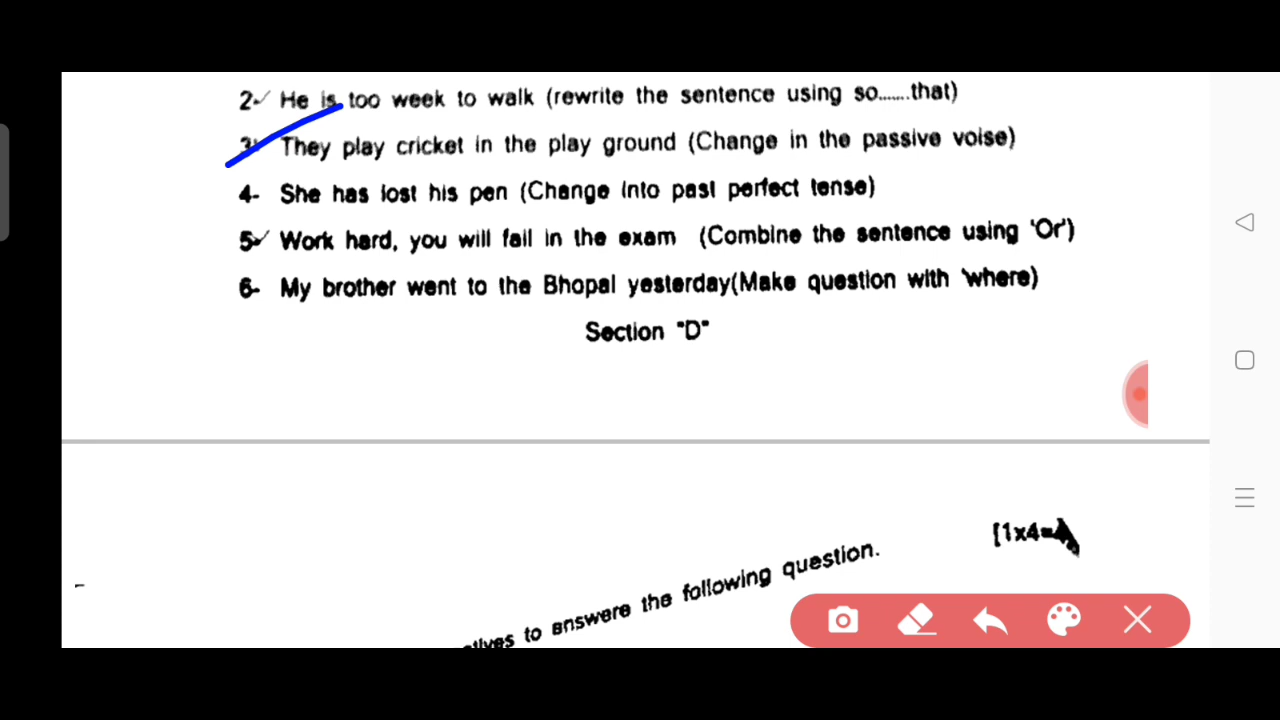 2- He is too week to walk (rewrite the sentence using so.......that)
3- They play cricket in the play ground (Change in the passive voise)
4- She has lost his pen (Change into past perfect tense)
5- Work hard, you will fail in the exam (Combine the sentence using 'Or')
6- My brother went to the Bhopal yesterday(Make question with 'where)
Section "D"
[1x4=
to answere the following question.